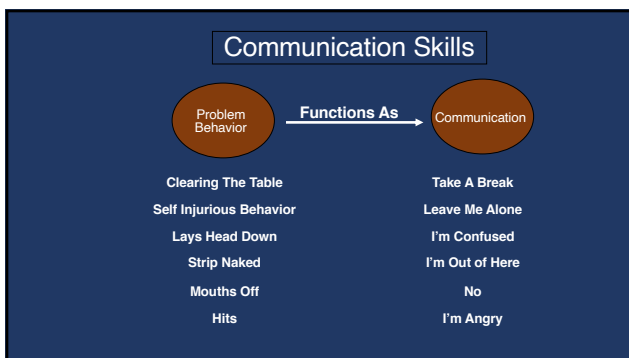 Communication Skills
Problem
Behavior
Functions As
Communication
Clearing The Table
Take A Break
Self Injurious Behavior
Leave Me Alone
Lays Head Down
I'm Confused
Strip Naked
I'm Out of Here
Mouths Off
No
Hits
I'm Angry